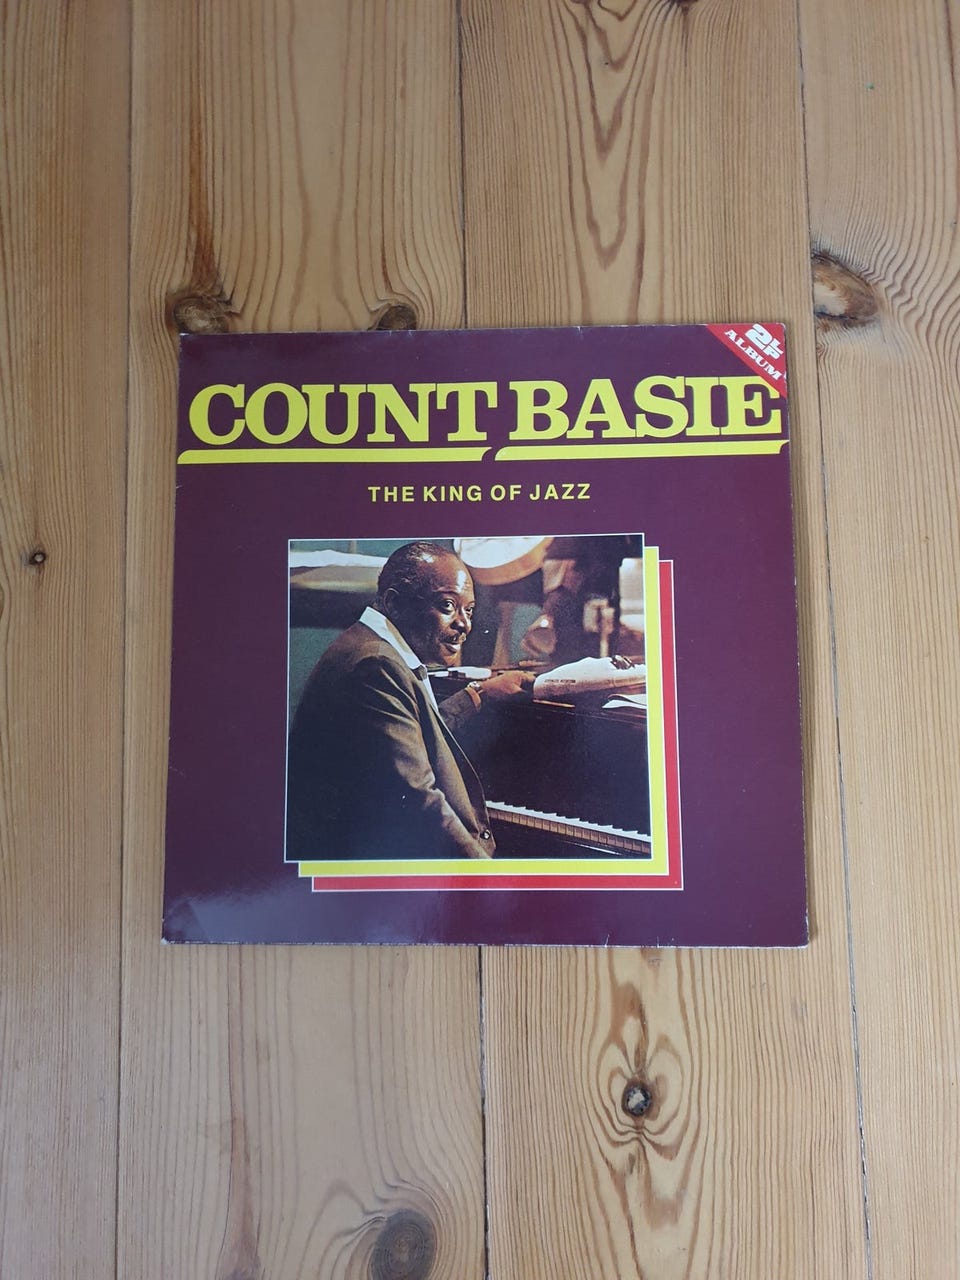 2LP
ALBUM
COUNT BASIE
THE KING OF JAZZ